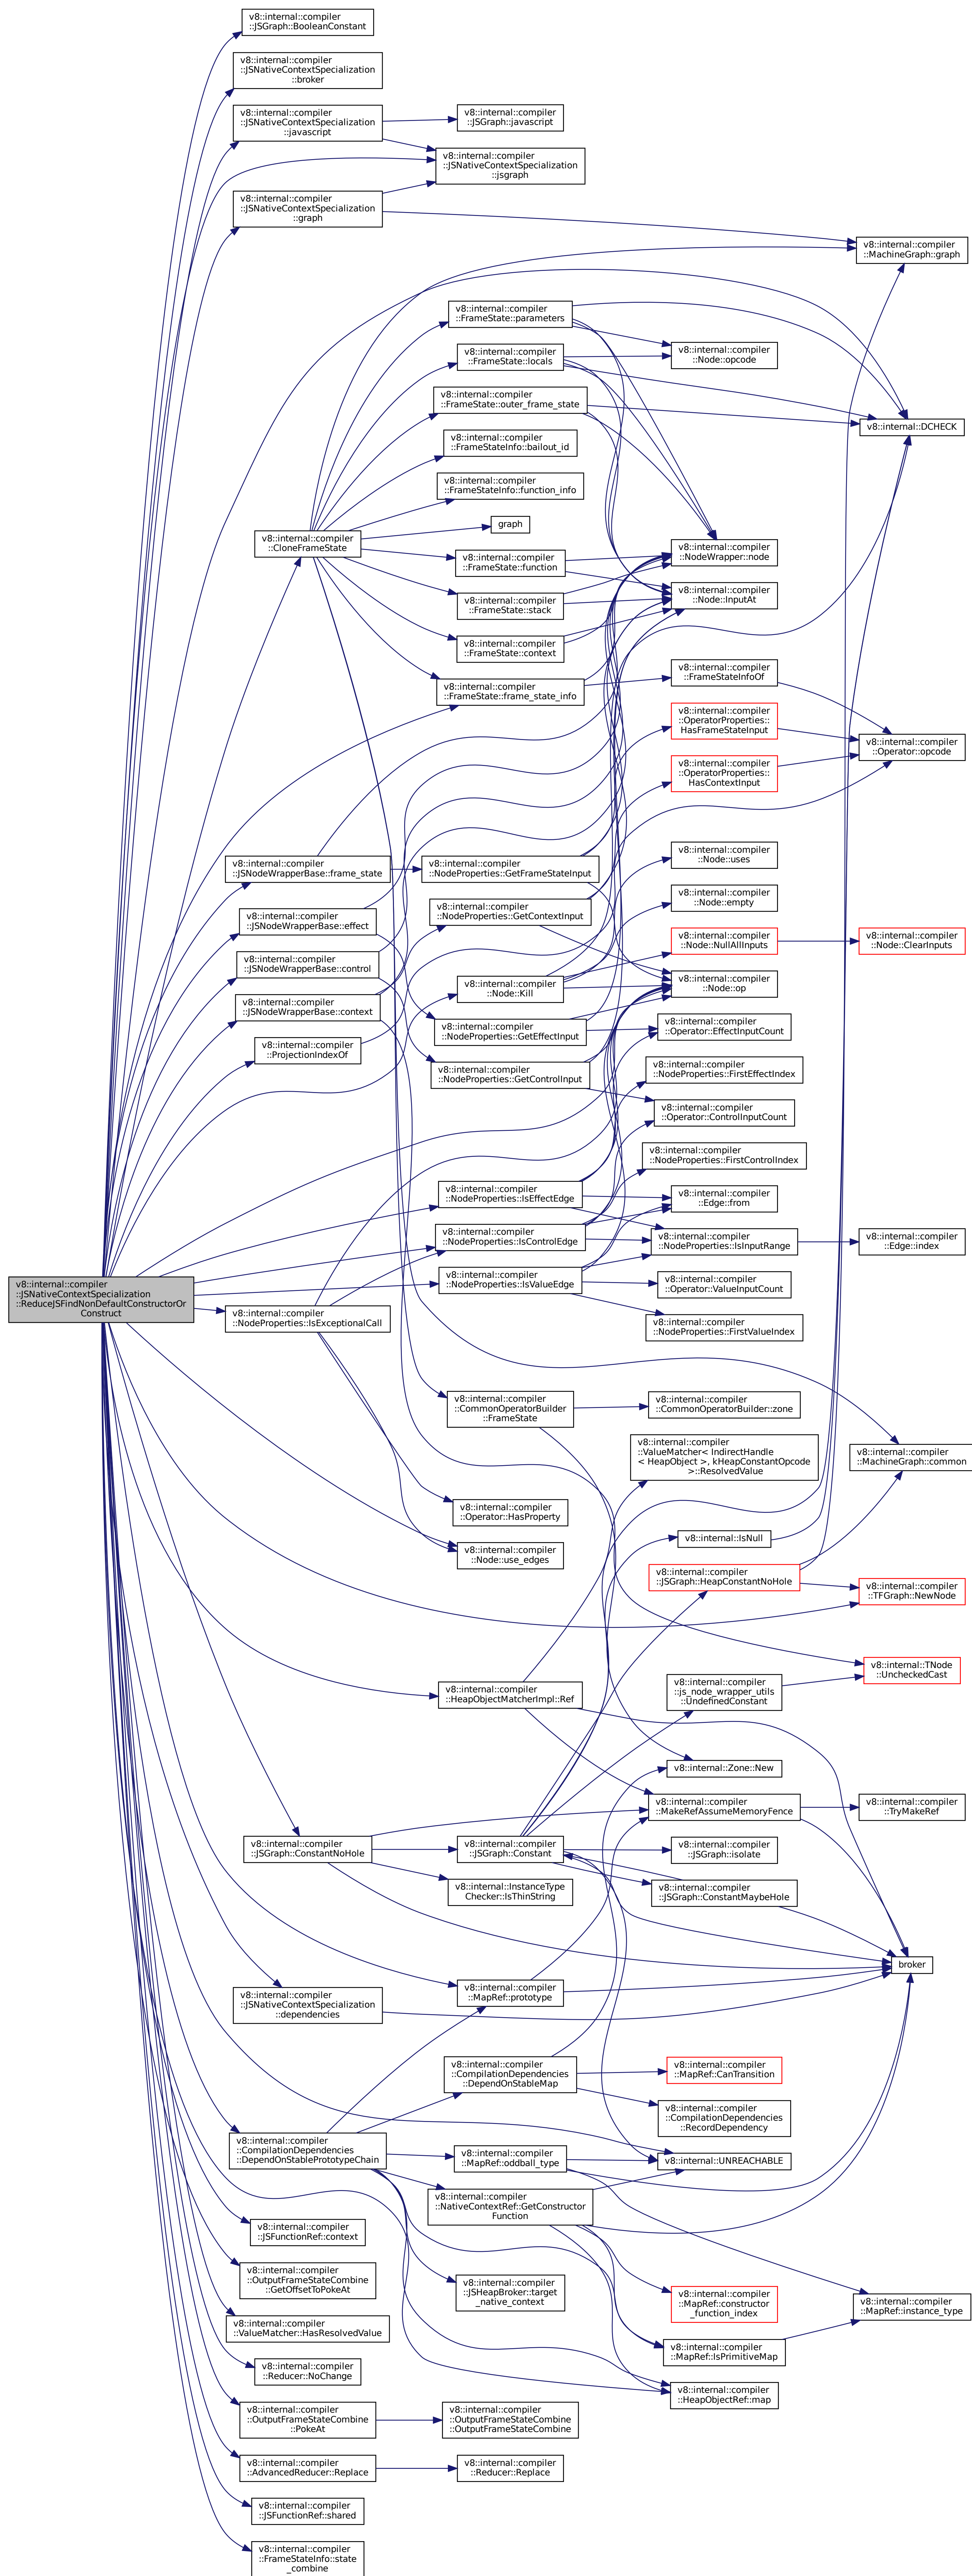 v8::internal::compiler
::JSGraph::BooleanConstant
v8::internal::compiler
::JSNativeContextSpecialization
::broker
v8::internal::compiler
::JSNativeContextSpecialization
::javascript
v8::internal::compiler
::JSGraph::javascript
v8::internal::compiler
::JSNativeContextSpecialization
::jsgraph
v8::internal::compiler
::JSNativeContextSpecialization
::graph
v8::internal::compiler
::MachineGraph::graph
v8::internal::compiler
::FrameState::parameters
v8::internal::compiler
::FrameState::locals
v8::internal::compiler
::Node::opcode
v8::internal::compiler
::FrameState::outer_frame_state
v8::internal::DCHECK
v8::internal::compiler
::FrameStateInfo::bailout_id
v8::internal::compiler
::FrameStateInfo::function_info
graph
v8::internal::compiler
::CloneFrameState
v8::internal::compiler
::NodeWrapper::node
v8::internal::compiler
::FrameState::function
v8::internal::compiler
::Node::InputAt
v8::internal::compiler
::FrameState::stack
v8::internal::compiler
::FrameState::context
v8::internal::compiler
::FrameState::frame_state_info
v8::internal::compiler
::FrameStateInfoOf
v8::internal::compiler
::OperatorProperties::
HasFrameStateInput
v8::internal::compiler
::Operator::opcode
v8::internal::compiler
::OperatorProperties::
HasContextInput
v8::internal::compiler
::Node::uses
v8::internal::compiler
::JSNodeWrapperBase::frame_state
v8::internal::compiler
::NodeProperties::GetFrameStateInput
v8::internal::compiler
::Node::empty
v8::internal::compiler
::NodeProperties::GetContextInput
v8::internal::compiler
::JSNodeWrapperBase::effect
v8::internal::compiler
::Node::NullAllInputs
v8::internal::compiler
::Node::ClearInputs
v8::internal::compiler
::JSNodeWrapperBase::control
v8::internal::compiler
::Node::Kill
v8::internal::compiler
::Node::op
v8::internal::compiler
::JSNodeWrapperBase::context
v8::internal::compiler
::NodeProperties::GetEffectInput
v8::internal::compiler
::Operator::EffectInputCount
v8::internal::compiler
::ProjectionIndexOf
v8::internal::compiler
::NodeProperties::GetControlInput
v8::internal::compiler
::NodeProperties::FirstEffectIndex
v8::internal::compiler
::Operator::ControlInputCount
v8::internal::compiler
::NodeProperties::FirstControlIndex
v8::internal::compiler
::NodeProperties::IsEffectEdge
v8::internal::compiler
::Edge::from
v8::internal::compiler
::NodeProperties::IsControlEdge
v8::internal::compiler
::NodeProperties::IsInputRange
v8::internal::compiler
::Edge::index
v8::internal::compiler
::NodeProperties::IsValueEdge
v8::internal::compiler
::Operator::ValueInputCount
v8::internal::compiler
::JSNativeContextSpecialization
::ReduceJSFindNonDefaultConstructorOr
Construct
v8::internal::compiler
::NodeProperties::IsExceptionalCall
v8::internal::compiler
::NodeProperties::FirstValueIndex
v8::internal::compiler
::CommonOperatorBuilder
::FrameState
v8::internal::compiler
::CommonOperatorBuilder::zone
v8::internal::compiler
::ValueMatcher< IndirectHandle
< HeapObject >, kHeapConstantOpcode
>::ResolvedValue
v8::internal::compiler
::MachineGraph::common
v8::internal::compiler
::Operator::HasProperty
v8::internal::IsNull
v8::internal::compiler
::Node::use_edges
v8::internal::compiler
::JSGraph::HeapConstantNoHole
v8::internal::compiler
::TFGraph::NewNode
v8::internal::TNode
::UncheckedCast
v8::internal::compiler
::HeapObjectMatcherImpl::Ref
v8::internal::compiler
::js_node_wrapper_utils
::UndefinedConstant
v8::internal::Zone::New
v8::internal::compiler
::MakeRefAssumeMemoryFence
v8::internal::compiler
::TryMakeRef
v8::internal::compiler
::JSGraph::ConstantNoHole
v8::internal::compiler
::JSGraph::Constant
v8::internal::compiler
::JSGraph::isolate
v8::internal::InstanceType
Checker::IsThinString
v8::internal::compiler
::JSGraph::ConstantMaybeHole
broker
v8::internal::compiler
::MapRef::prototype
v8::internal::compiler
::JSNativeContextSpecialization
::dependencies
v8::internal::compiler
::CompilationDependencies
::DependOnStableMap
v8::internal::compiler
::MapRef::CanTransition
v8::internal::compiler
::CompilationDependencies
::RecordDependency
v8::internal::compiler
::CompilationDependencies
::DependOnStablePrototypeChain
v8::internal::compiler
::MapRef::oddball_type
v8::internal::UNREACHABLE
v8::internal::compiler
::NativeContextRef::GetConstructor
Function
v8::internal::compiler
::JSFunctionRef::context
v8::internal::compiler
::OutputFrameStateCombine
::GetOffsetToPokeAt
v8::internal::compiler
::JSHeapBroker::target
_native_context
v8::internal::compiler
::MapRef::constructor
_function_index
v8::internal::compiler
::MapRef::instance_type
v8::internal::compiler
::ValueMatcher::HasResolvedValue
v8::internal::compiler
::MapRef::IsPrimitiveMap
v8::internal::compiler
::Reducer::NoChange
v8::internal::compiler
::HeapObjectRef::map
v8::internal::compiler
::OutputFrameStateCombine
::PokeAt
v8::internal::compiler
::OutputFrameStateCombine
::OutputFrameStateCombine
v8::internal::compiler
::AdvancedReducer::Replace
v8::internal::compiler
::Reducer::Replace
v8::internal::compiler
::JSFunctionRef::shared
v8::internal::compiler
::FrameStateInfo::state
_combine